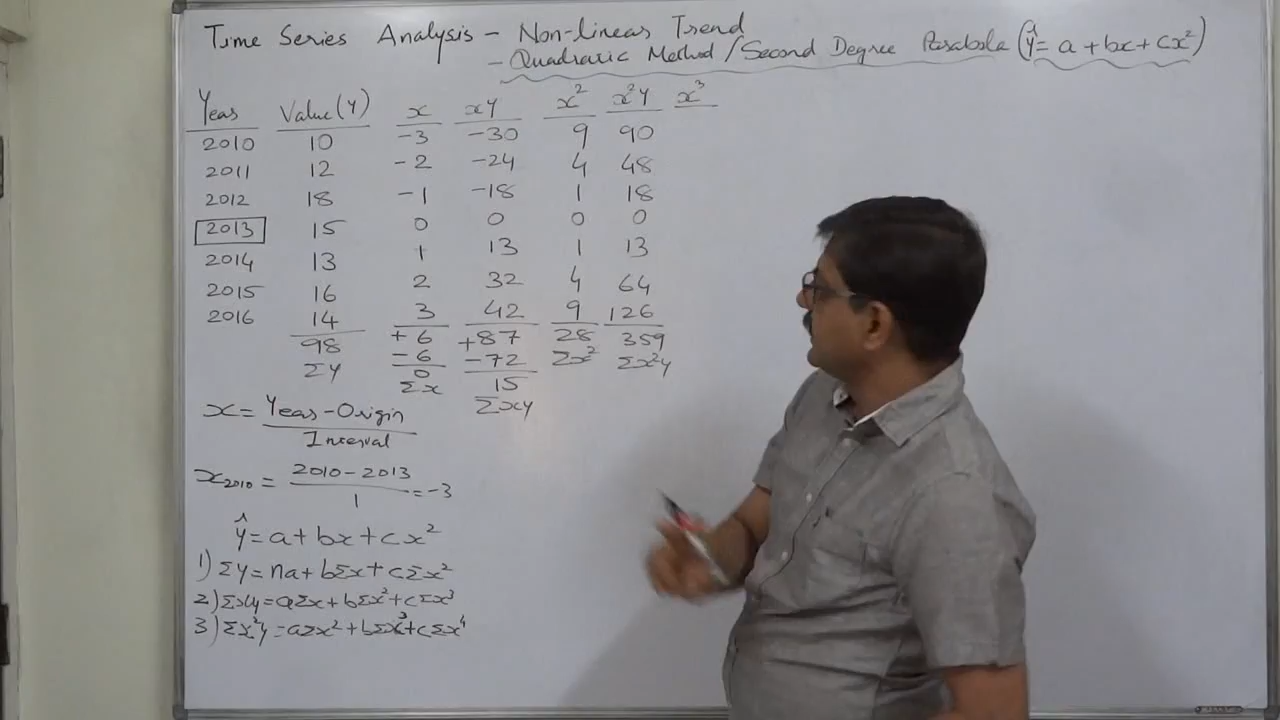 Time Series Analysis - Non-linear Trend
- Quadratic Method / Second Degree Parabola (ŷ = a + bx + cx²)
Years Value (Y) x xy x² x²y x³
2010 10 -3 -30 9 90
2011 12 -2 -24 4 48
2012 18 -1 -18 1 18
2013 15 0 0 0 0
2014 13 1 13 1 13
2015 16 2 32 4 64
2016 14 3 42 9 126
98 +6 +87 28 359
ΣY -6 -72 Σx² Σx²y
0 15
Σx Σxy
x = Years - Origin / Interval
x2010 = 2010 - 2013 / 1 = -3
ŷ = a + bx + cx²
1) Σy = na + bΣx + cΣx²
2) Σxy = aΣx + bΣx² + cΣx³
3) Σx²y = aΣx² + bΣx³ + cΣx⁴